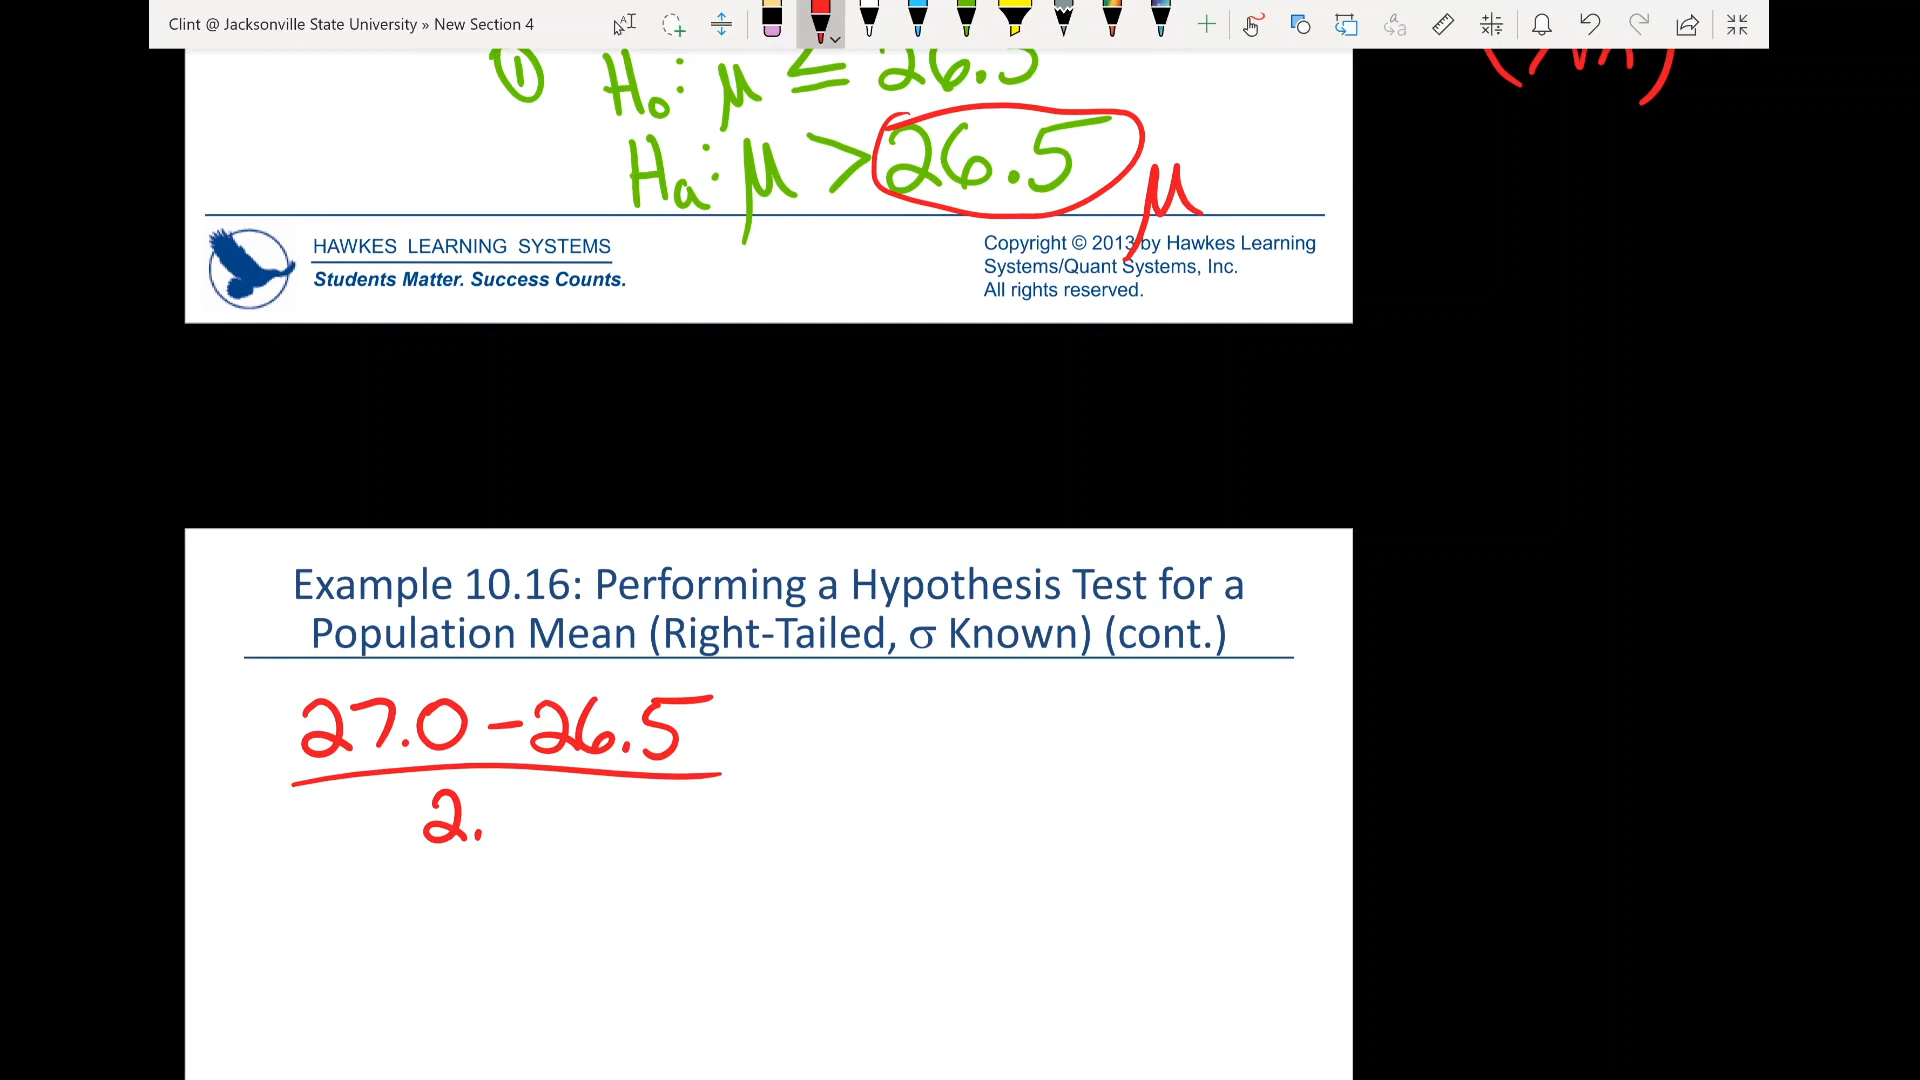 Clint @ Jacksonville State University » New Section 4
① H₀: μ ≤ 26.5
Hₐ: μ > 26.5
μ
HAWKES LEARNING SYSTEMS
Students Matter. Success Counts.
Copyright © 2013 by Hawkes Learning
Systems/Quant Systems, Inc.
All rights reserved.
Example 10.16: Performing a Hypothesis Test for a
Population Mean (Right-Tailed, σ Known) (cont.)
27.0 - 26.5
2.